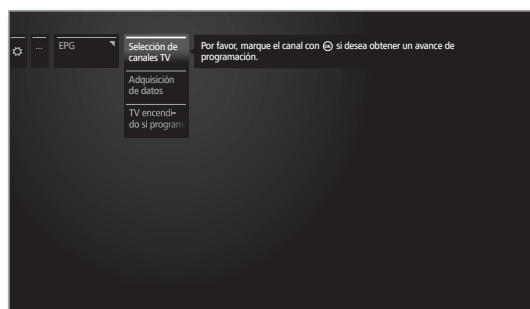 ...
EPG
Selección de
canales TV
Por favor, marque el canal con OK si desea obtener un avance de
programación.
Adquisición
de datos
TV encendi-
do si program